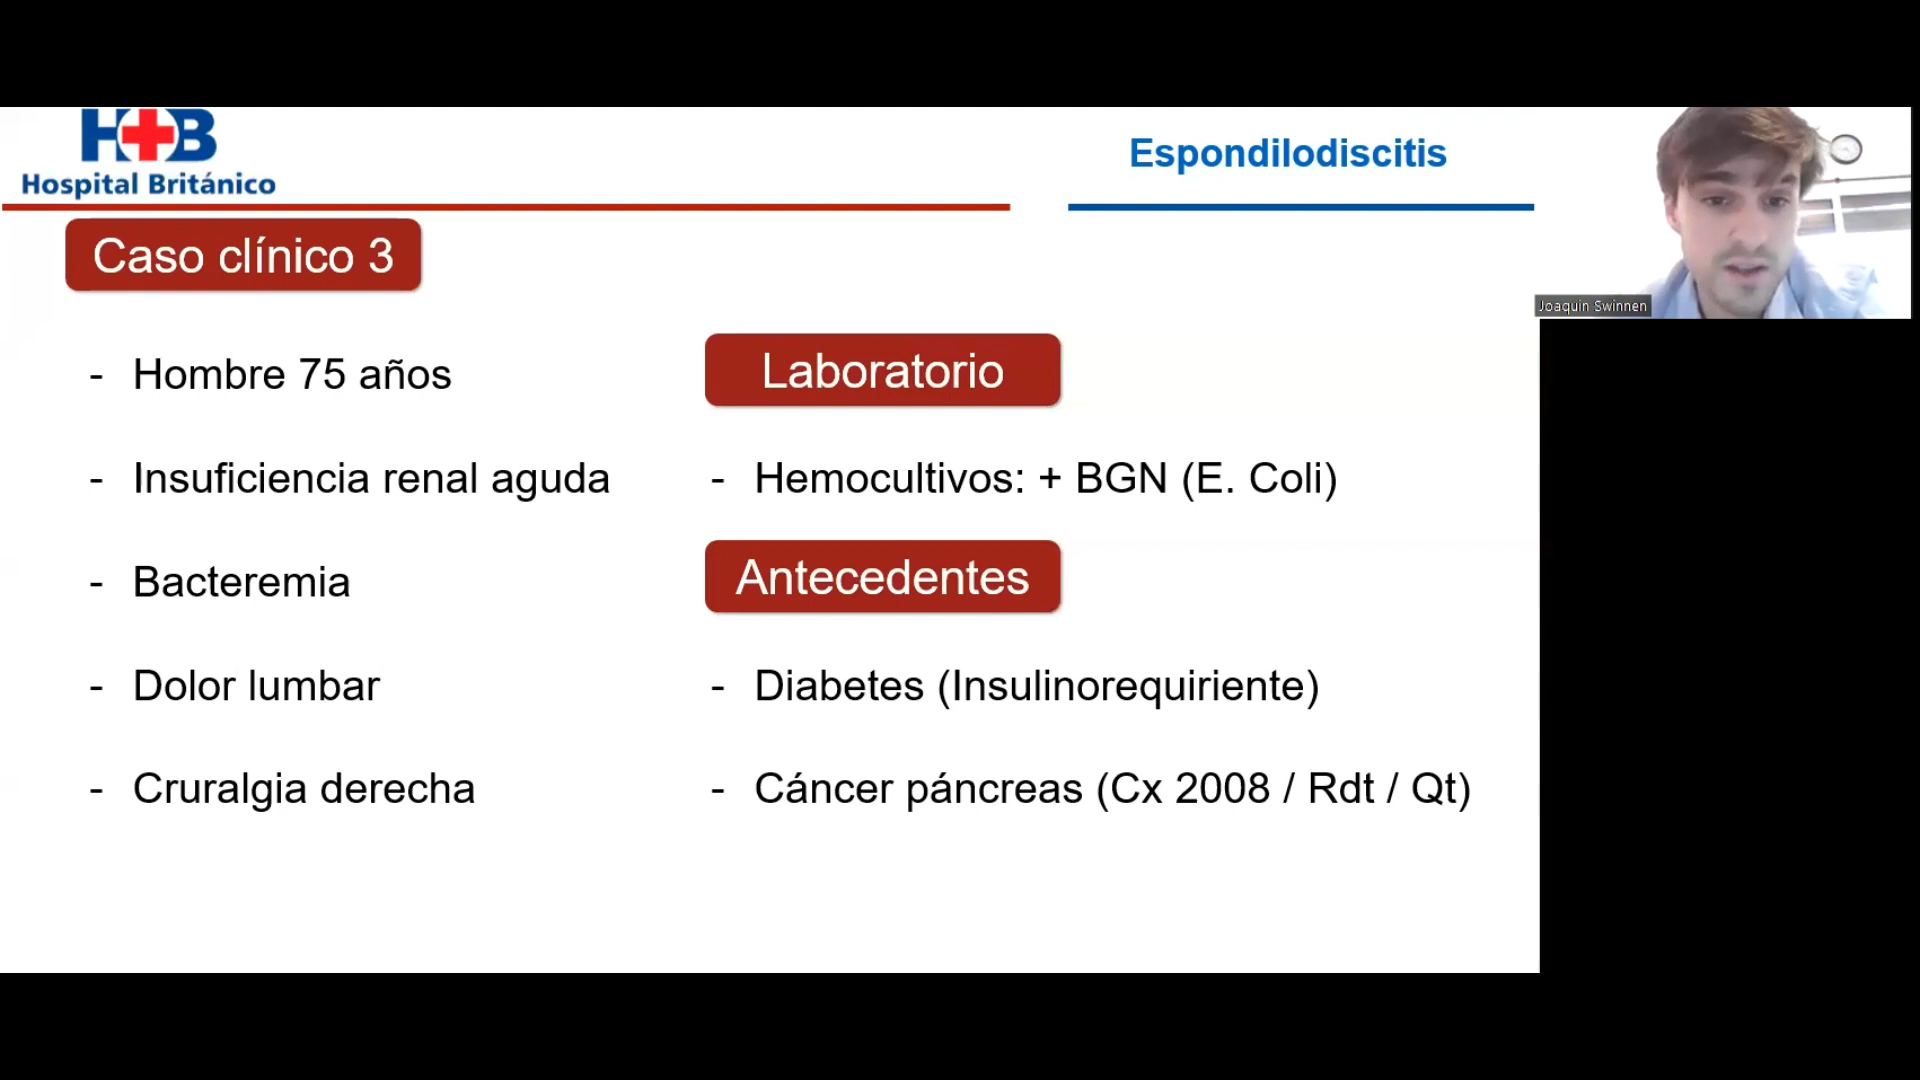 H+B
Hospital Británico
Espondilodiscitis
Joaquin Swinnen
Caso clínico 3
- Hombre 75 años
- Insuficiencia renal aguda
- Bacteremia
- Dolor lumbar
- Cruralgia derecha
Laboratorio
- Hemocultivos: + BGN (E. Coli)
Antecedentes
- Diabetes (Insulinorequiriente)
- Cáncer páncreas (Cx 2008 / Rdt / Qt)